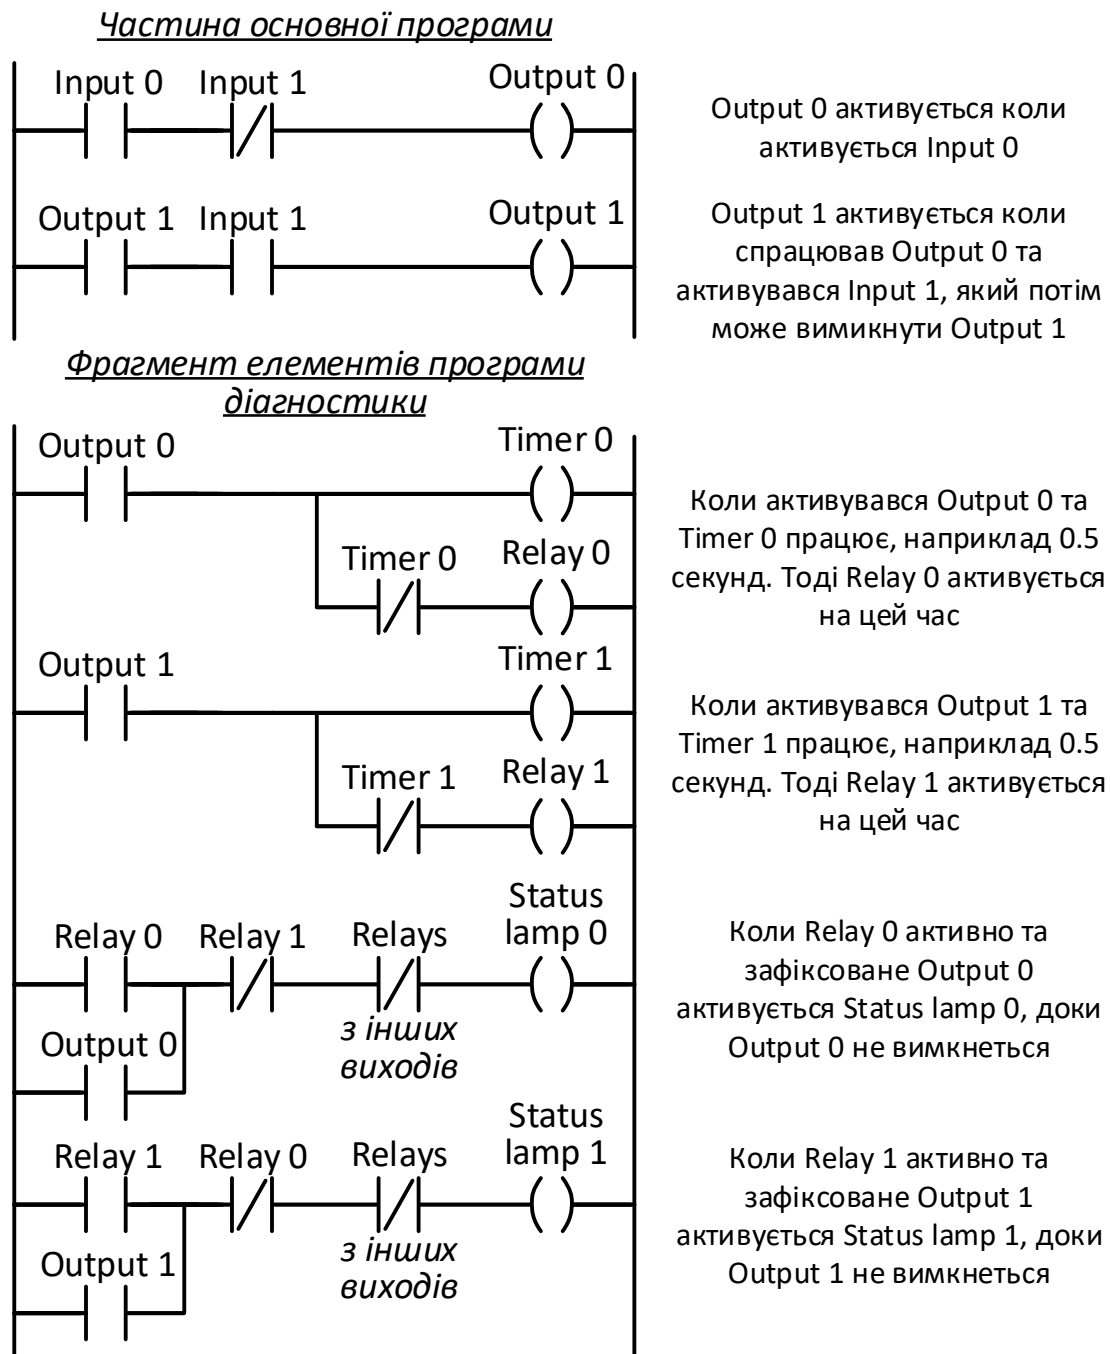 Частина основної програми
Input 0 Input 1 Output 0
Output 0 активується коли
активується Input 0
Output 1 Input 1 Output 1
Output 1 активується коли
спрацював Output 0 та
активувався Input 1, який потім
може вимикнути Output 1
Фрагмент елементів програми
діагностики
Output 0 Timer 0
Timer 0 Relay 0
Коли активувався Output 0 та
Timer 0 працює, наприклад 0.5
секунд. Тоді Relay 0 активується
на цей час
Output 1 Timer 1
Timer 1 Relay 1
Коли активувався Output 1 та
Timer 1 працює, наприклад 0.5
секунд. Тоді Relay 1 активується
на цей час
Status
Relay 0 Relay 1 Relays lamp 0
Output 0 з інших
виходів
Коли Relay 0 активно та
зафіксоване Output 0
активується Status lamp 0, доки
Output 0 не вимкнеться
Status
Relay 1 Relay 0 Relays lamp 1
Output 1 з інших
виходів
Коли Relay 1 активно та
зафіксоване Output 1
активується Status lamp 1, доки
Output 1 не вимкнеться